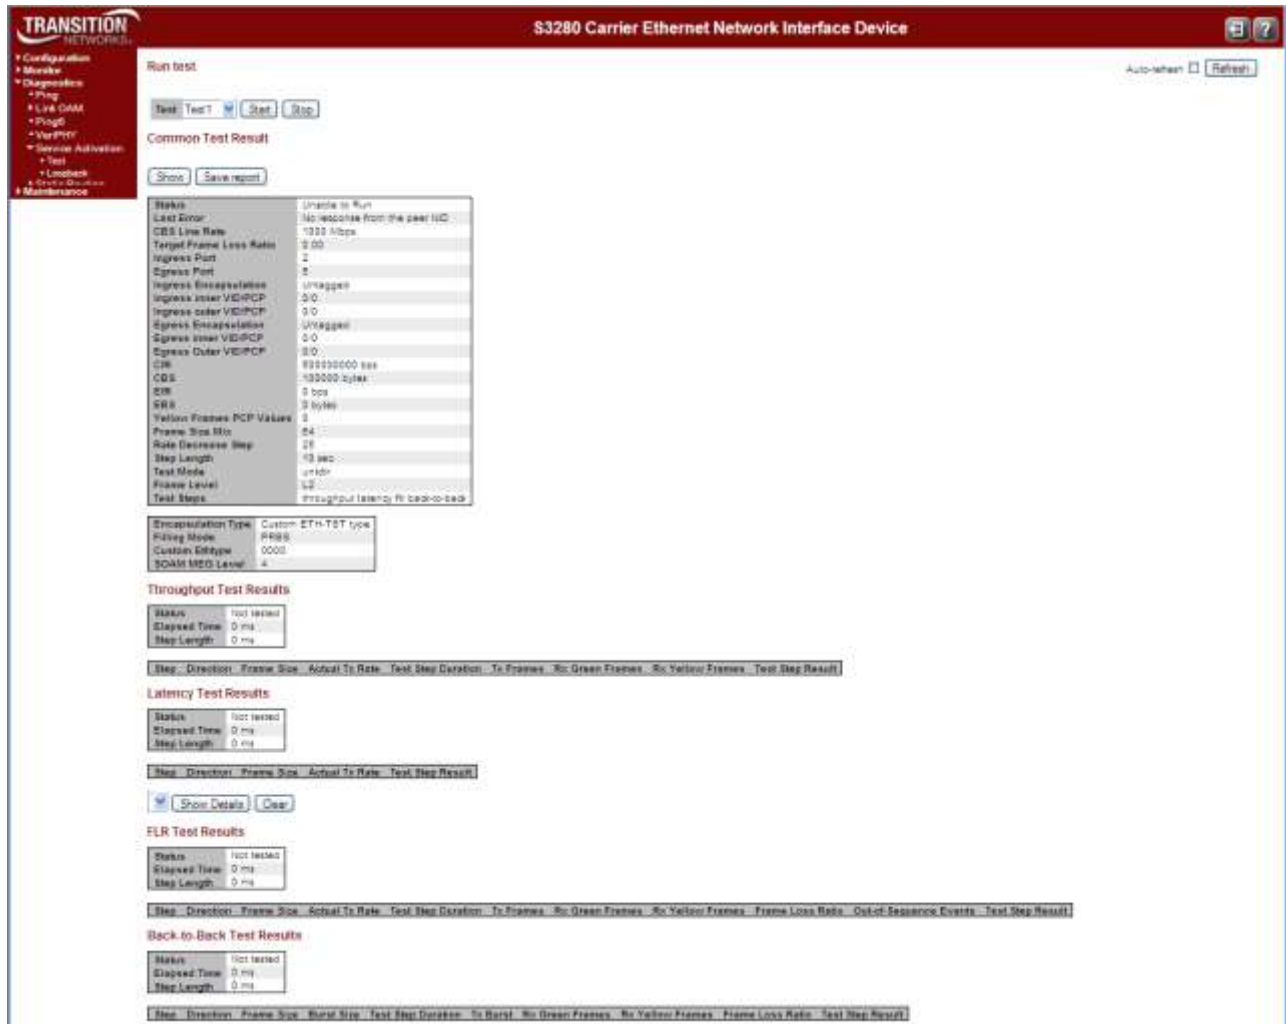 TRANSITION
NETWORKS
S3280 Carrier Ethernet Network Interface Device
Configuration
Monitor
Diagnostics
Ping
Link OAM
Ping6
VeriPHY
Service Activation
Test
Loopback
Maintenance
Run test
Auto-refresh Refresh
Test Test1 Start Stop
Common Test Result
Show Save report
Status Unable to Run
Last Error No response from the peer NID
CBS Line Rate 1000 Mbps
Target Frame Loss Ratio 0.00
Ingress Port 2
Egress Port
Ingress Encapsulation Untagged
Ingress inner VID/PCP 0/0
Ingress outer VID/PCP 0/0
Egress Encapsulation Untagged
Egress inner VID/PCP 0/0
Egress Outer VID/PCP 0/0
CIR bps
CBS 100000 bytes
EIR 0 bps
EBS 0 bytes
Yellow Frames PCP Values 0
Frame Size Mix 64
Rate Decrease Step
Step Length 10 sec
Test Mode unidir
Frame Level L2
Test Steps throughput latency flr back-to-back
Encapsulation Type Custom ETH-TST type
Filling Mode PRBS
Custom Ethtype 0000
SOAM MEG Level 4
Throughput Test Results
Status Not tested
Elapsed Time 0 ms
Step Length 0 ms
Step Direction Frame Size Actual Tx Rate Test Step Duration Tx Frames Rx Green Frames Rx Yellow Frames Test Step Result
Latency Test Results
Status Not tested
Elapsed Time 0 ms
Step Length 0 ms
Step Direction Frame Size Actual Tx Rate Test Step Result
Show Details Clear
FLR Test Results
Status Not tested
Elapsed Time 0 ms
Step Length 0 ms
Step Direction Frame Size Actual Tx Rate Test Step Duration Tx Frames Rx Green Frames Rx Yellow Frames Frame Loss Ratio Out-of-Sequence Events Test Step Result
Back-to-Back Test Results
Status Not tested
Elapsed Time 0 ms
Step Length 0 ms
Step Direction Frame Size Burst Size Test Step Duration Tx Burst Rx Green Frames Rx Yellow Frames Frame Loss Ratio Test Step Result